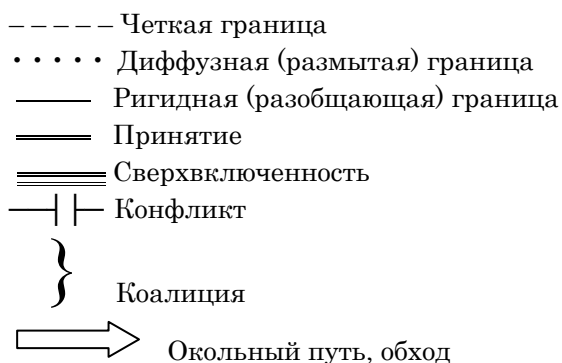 Четкая граница
Диффузная (размытая) граница
Ригидная (разобщающая) граница
Принятие
Сверхвключенность
Конфликт
Коалиция
Окольный путь, обход